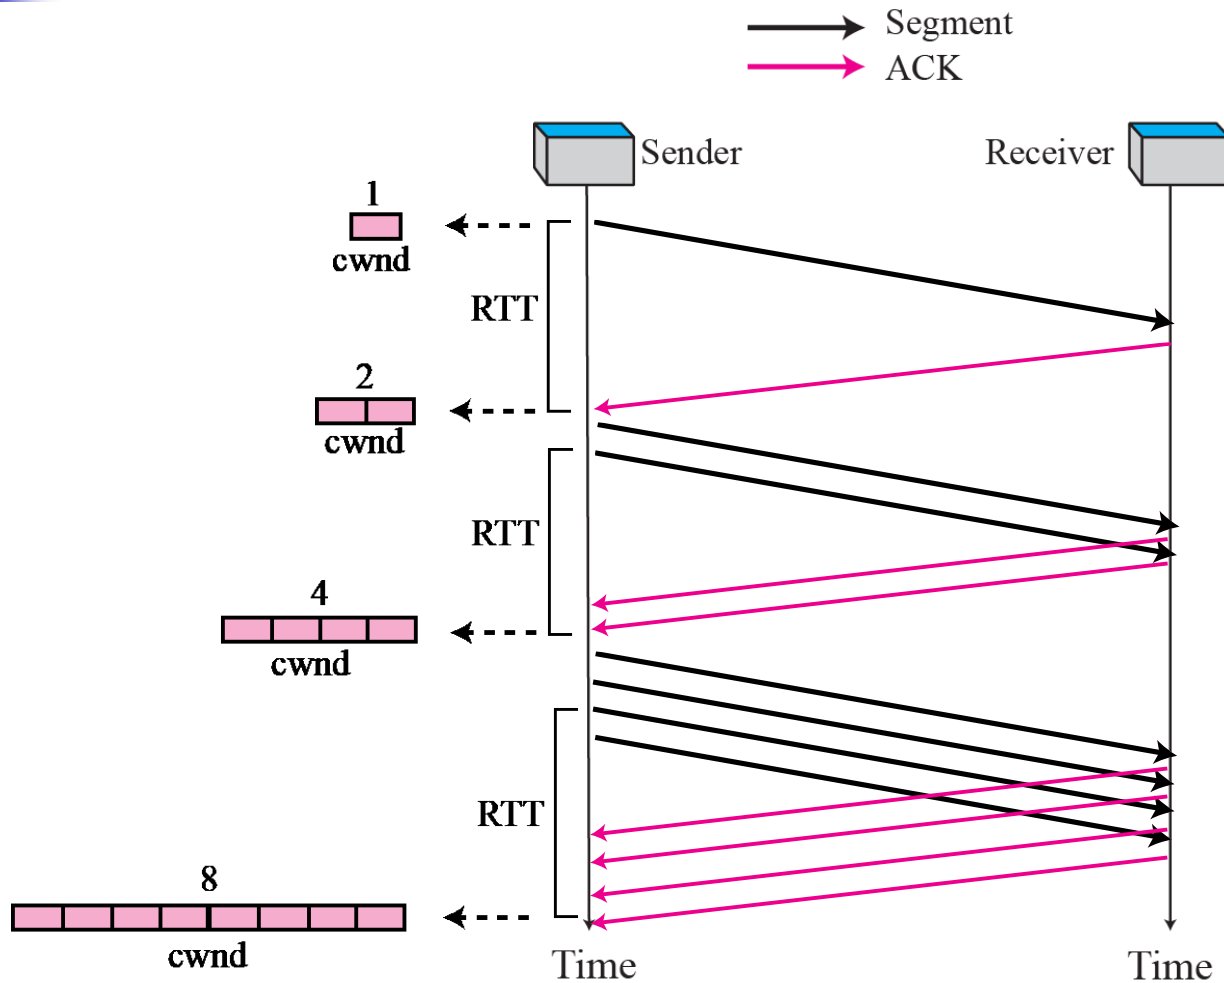 Segment
ACK
Sender
Receiver
1
cwnd
RTT
2
cwnd
RTT
4
cwnd
RTT
8
cwnd
Time
Time